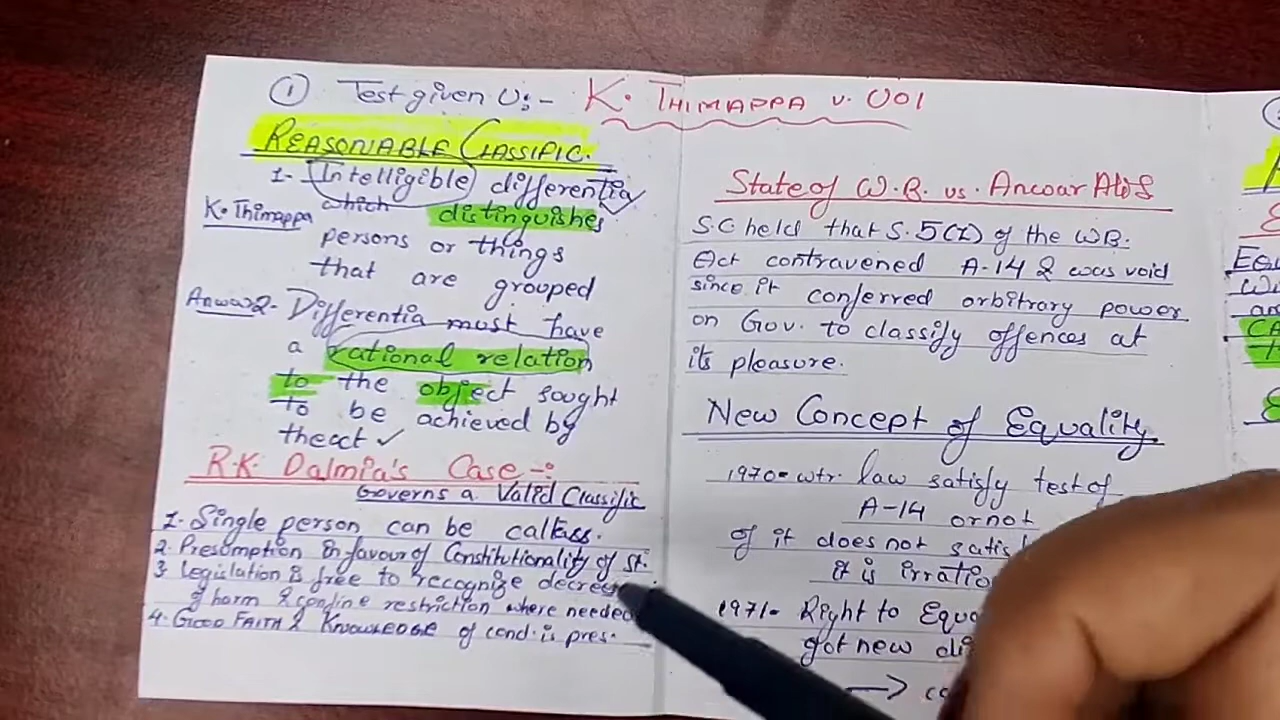 ① Test given U:- K. THIMAPPA v. UOI
REASONABLE CLASSIFIC.
1- Intelligible differentia
K. Thimappa which distinguishes
persons or things
that are grouped
Anwar 2- Differentia must have
a rational relation
to the object sought
to be achieved by
the act ✓
R.K. Dalmia's Case -:
Governs a Valid Classific
1- Single person can be
2. Presumption in favour of Constitutionality of st.
3 legislation is free to recognize
of harm & confine restriction where needed
4. GOOD FAITH & KNOWLEDGE of cond. is pres.
State of W.B. vs. Anwar Ali S
S.C held that S. 5(1) of the WB.
Act contravened A-14 & was void
since it conferred orbitrary power
on Gov. to classify offences at
its pleasure.
New Concept of Equality
1970- wtr. law satisfy test of
A-14 or not
of it does not satis
it is irratio
1971- Right to Equa
got new di
→